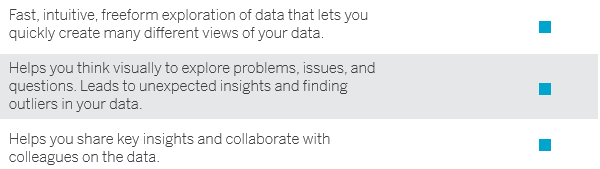 Fast, intuitive, freeform exploration of data that lets you
quickly create many different views of your data.
Helps you think visually to explore problems, issues, and
questions. Leads to unexpected insights and finding
outliers in your data.
Helps you share key insights and collaborate with
colleagues on the data.